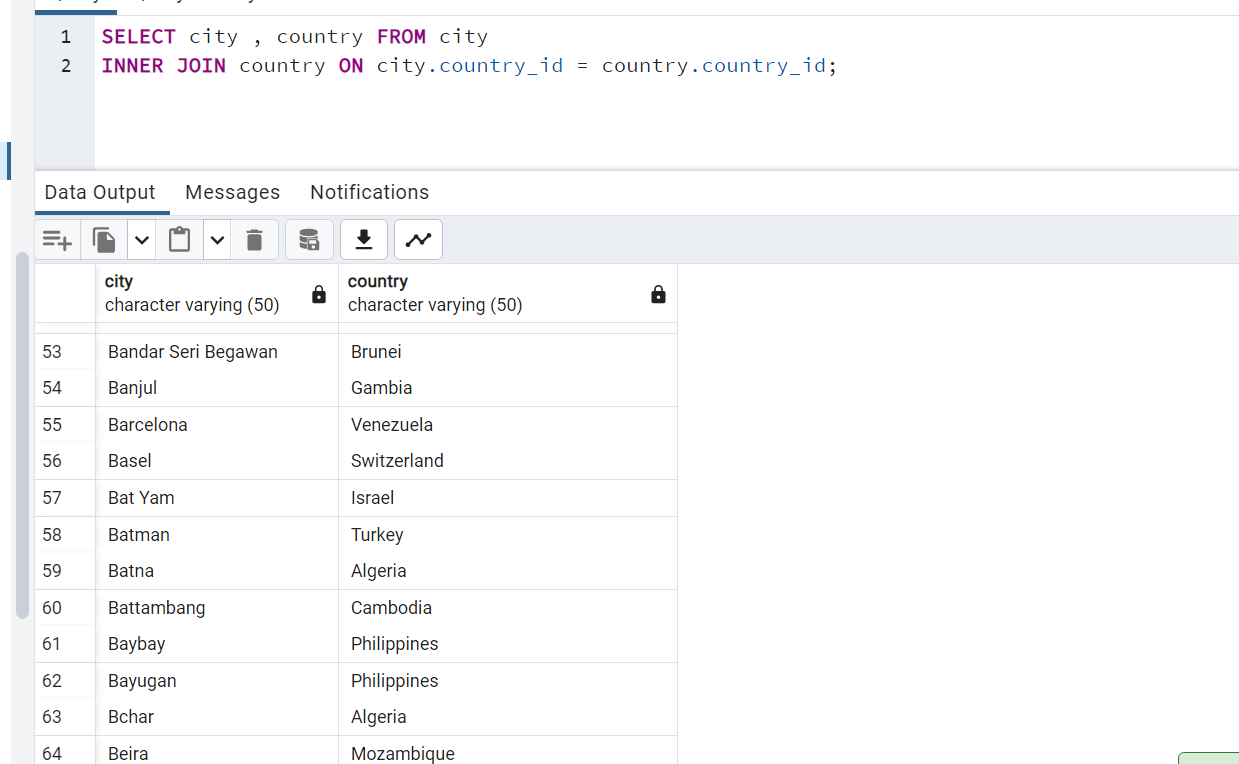 1 SELECT city , country FROM city
2 INNER JOIN country ON city.country_id = country.country_id;
Data Output Messages Notifications
city country
character varying (50) character varying (50)
53 Bandar Seri Begawan Brunei
54 Banjul Gambia
55 Barcelona Venezuela
56 Basel Switzerland
57 Bat Yam Israel
58 Batman Turkey
59 Batna Algeria
60 Battambang Cambodia
61 Baybay Philippines
62 Bayugan Philippines
63 Bchar Algeria
64 Beira Mozambique